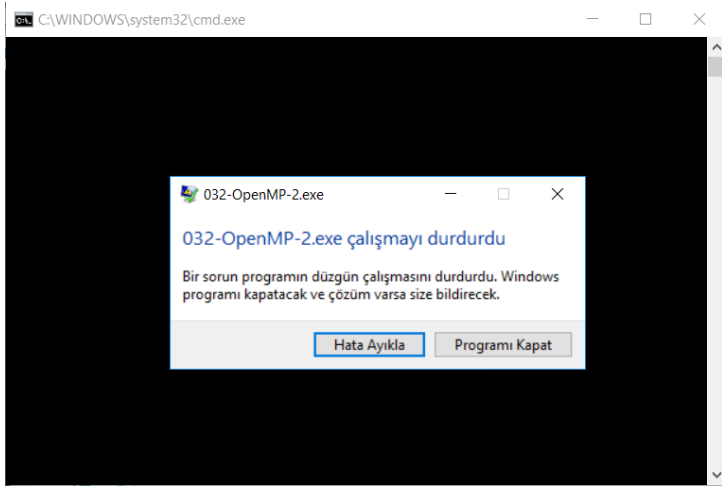 C:\WINDOWS\system32\cmd.exe
032-OpenMP-2.exe
032-OpenMP-2.exe çalışmayı durdurdu
Bir sorun programın düzgün çalışmasını durdurdu. Windows
programı kapatacak ve çözüm varsa size bildirecek.
Hata Ayıkla
Programı Kapat